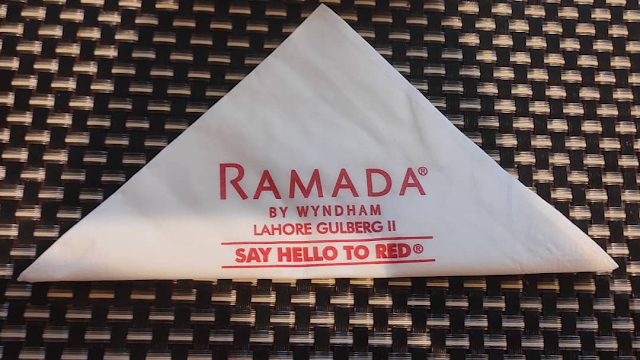 RAMADA®
BY WYNDHAM
LAHORE GULBERG II
SAY HELLO TO RED®